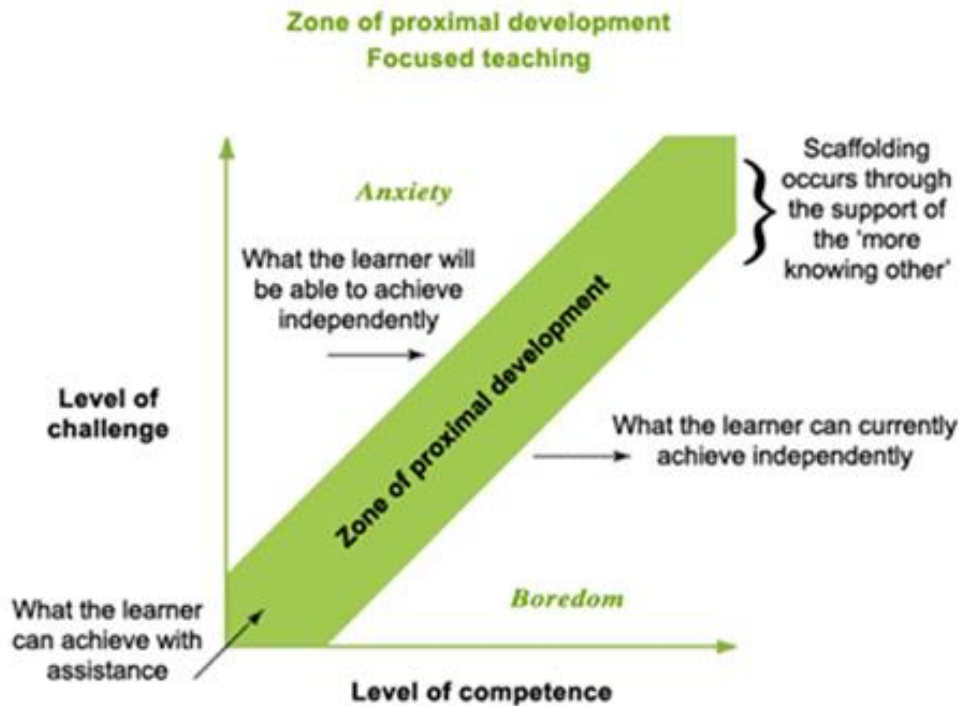 Zone of proximal development
Focused teaching
Anxiety
What the learner will
be able to achieve
independently
Scaffolding
occurs through
the support of
the ‘more
knowing other’
Zone of proximal development
Level of
challenge
What the learner can currently
achieve independently
Boredom
What the learner
can achieve with
assistance
Level of competence